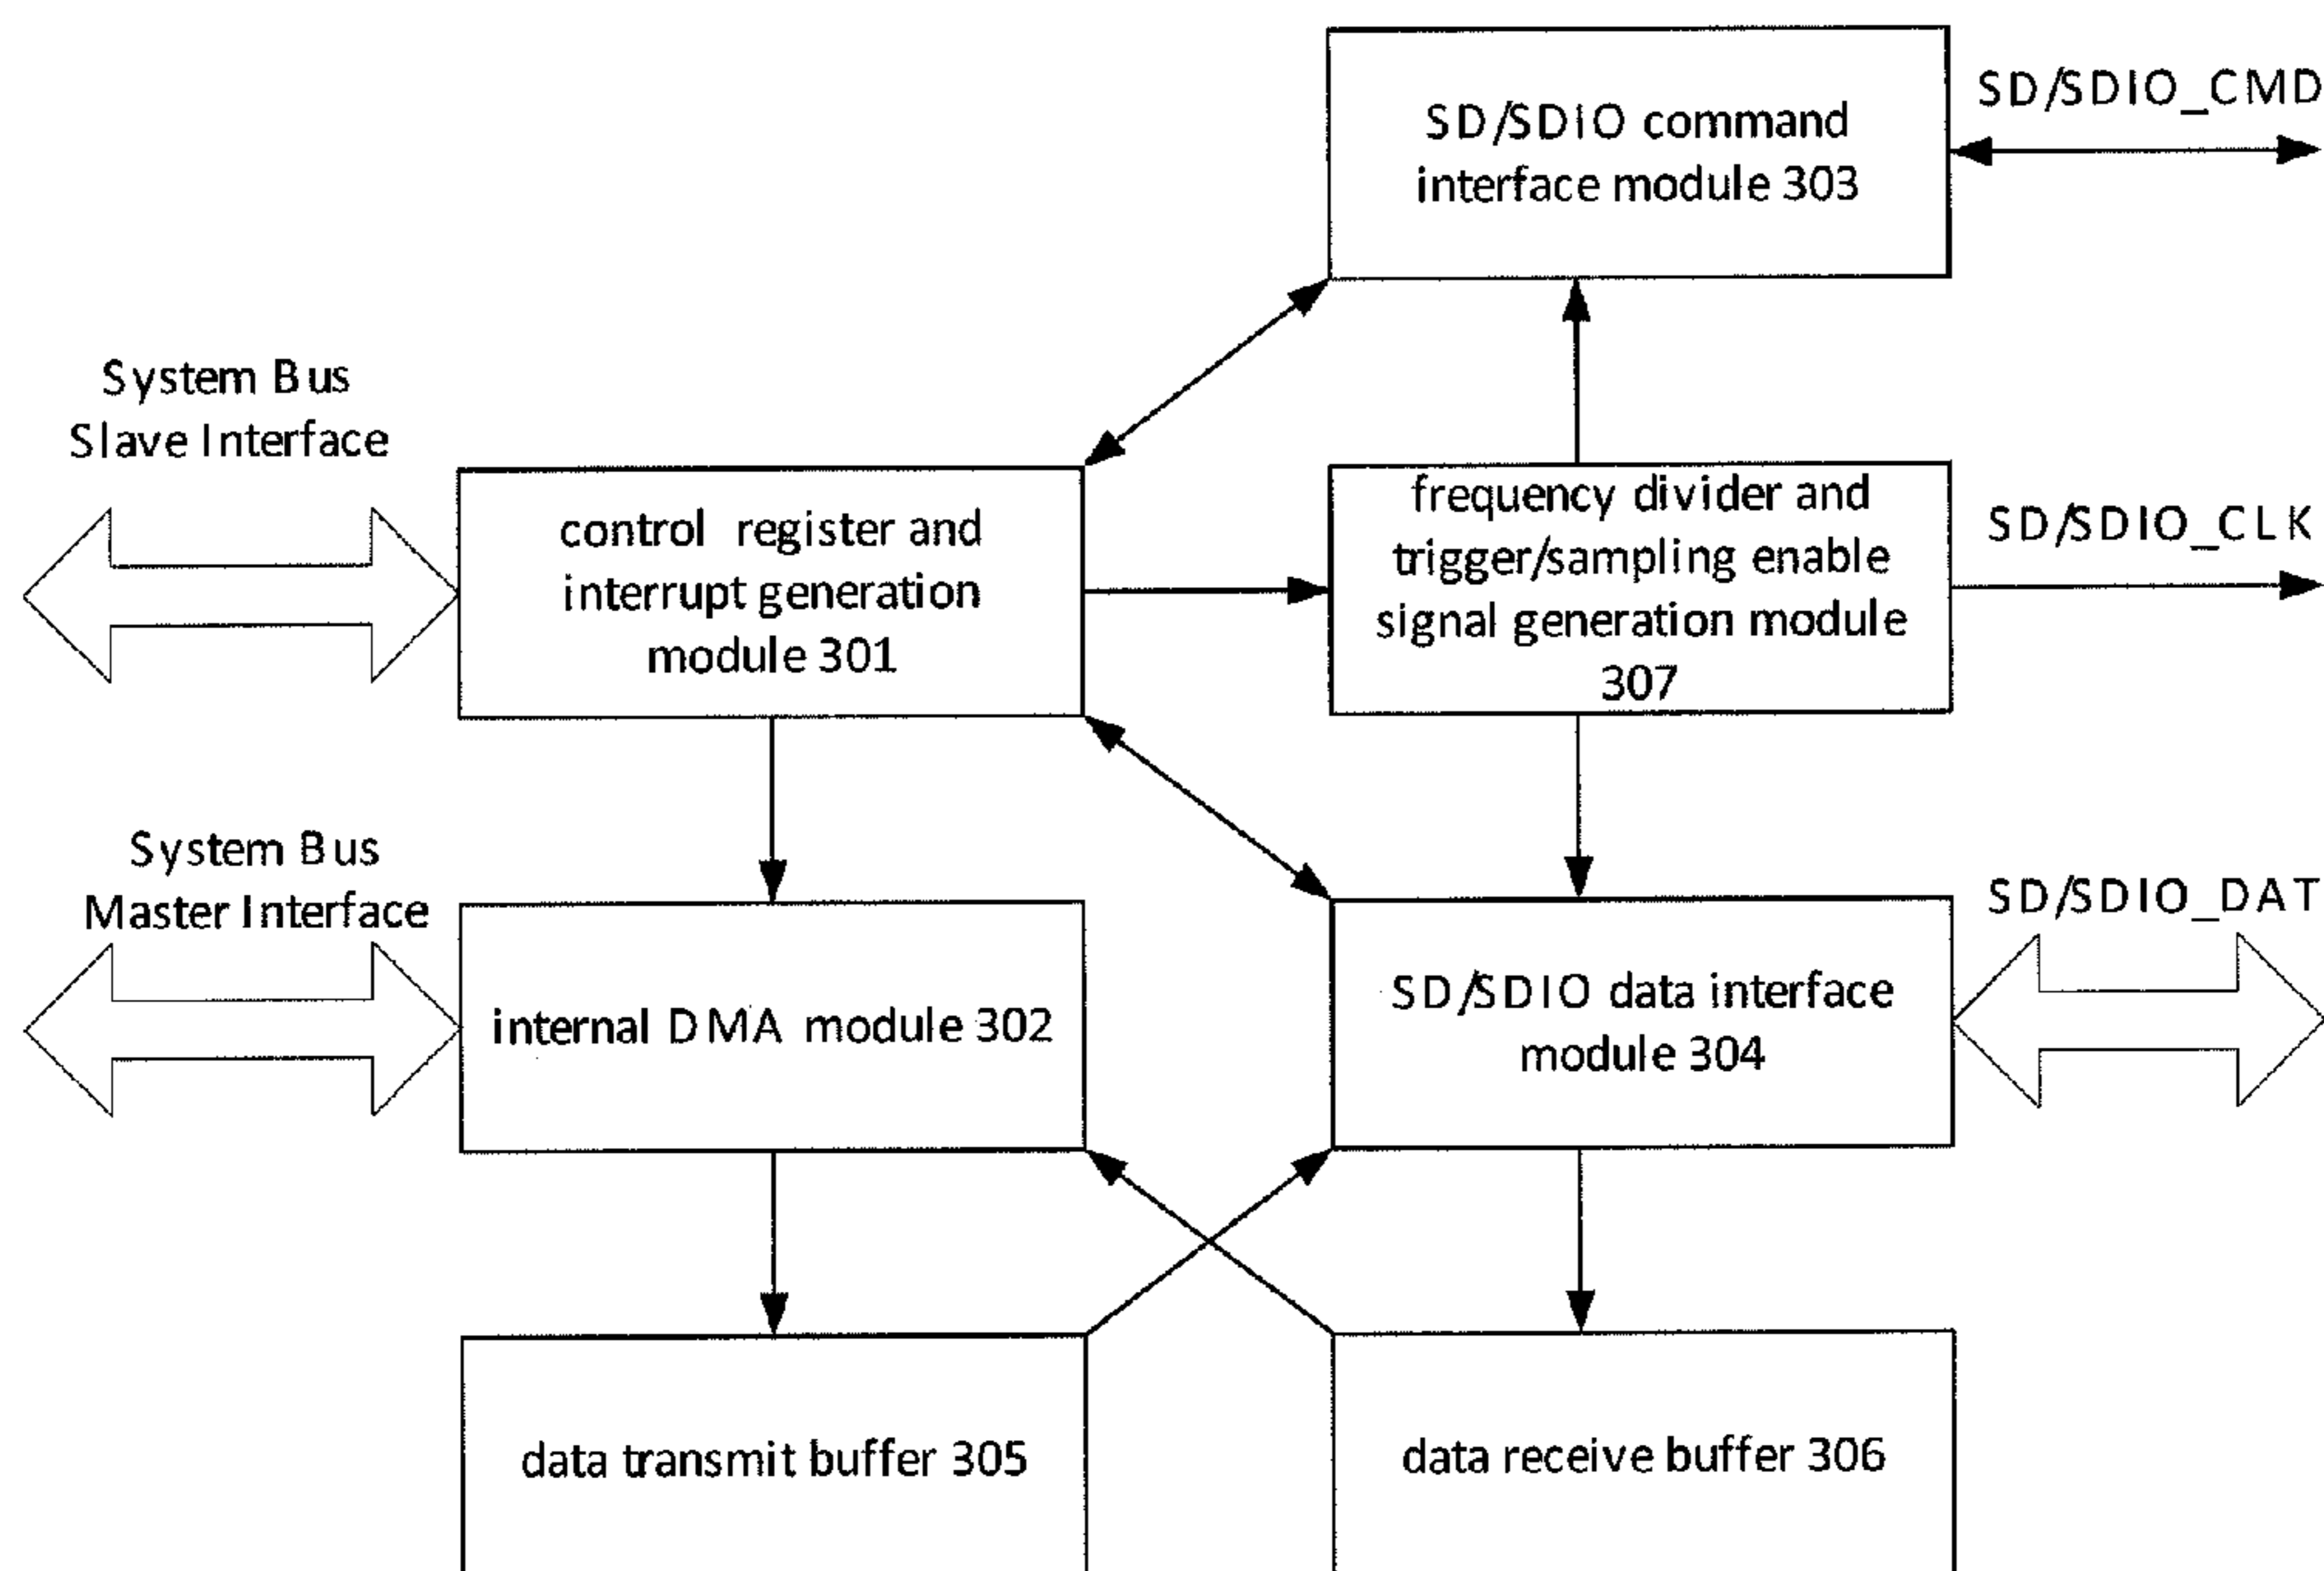 SD/SDIO command
interface module 303
SD/SDIO_CMD
System Bus
Slave Interface
control register and
interrupt generation
module 301
frequency divider and
trigger/sampling enable
signal generation module
307
SD/SDIO_CLK
System Bus
Master Interface
internal DMA module 302
SD/SDIO data interface
module 304
SD/SDIO_DAT
data transmit buffer 305
data receive buffer 306